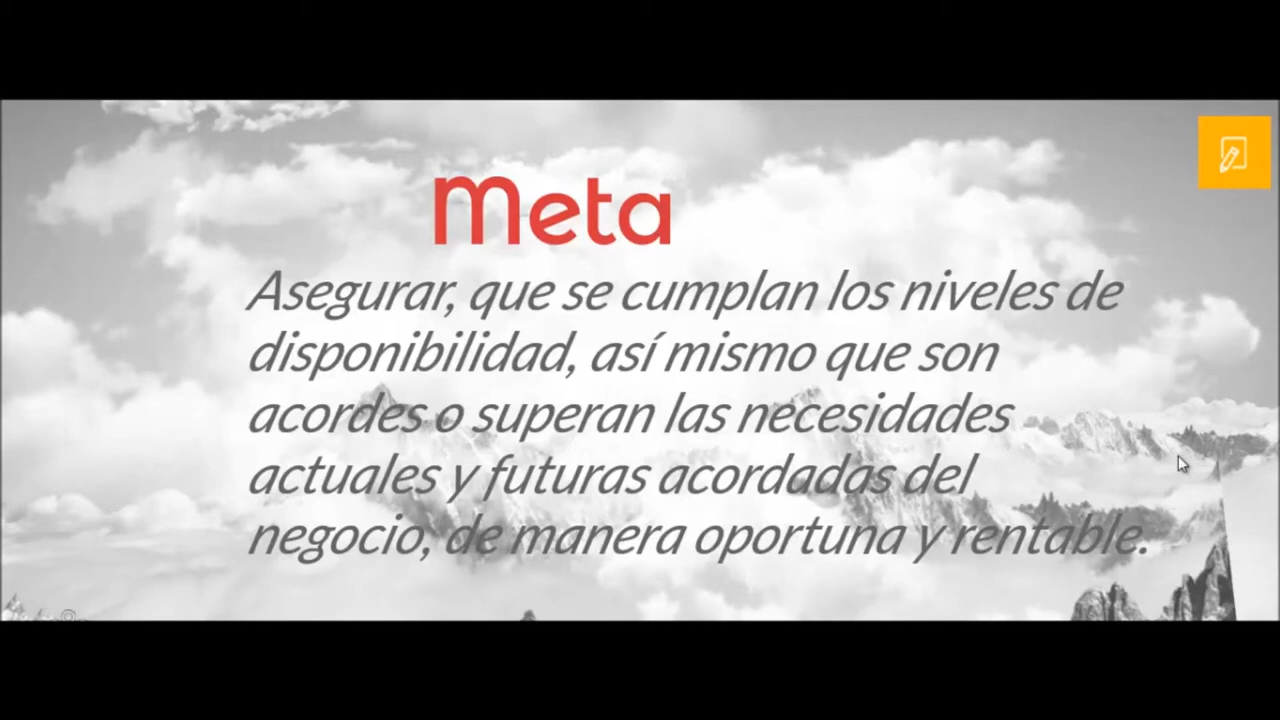 Meta
Asegurar, que se cumplan los niveles de
disponibilidad, así mismo que son
acordes o superan las necesidades
actuales y futuras acordadas del
negocio, de manera oportuna y rentable.